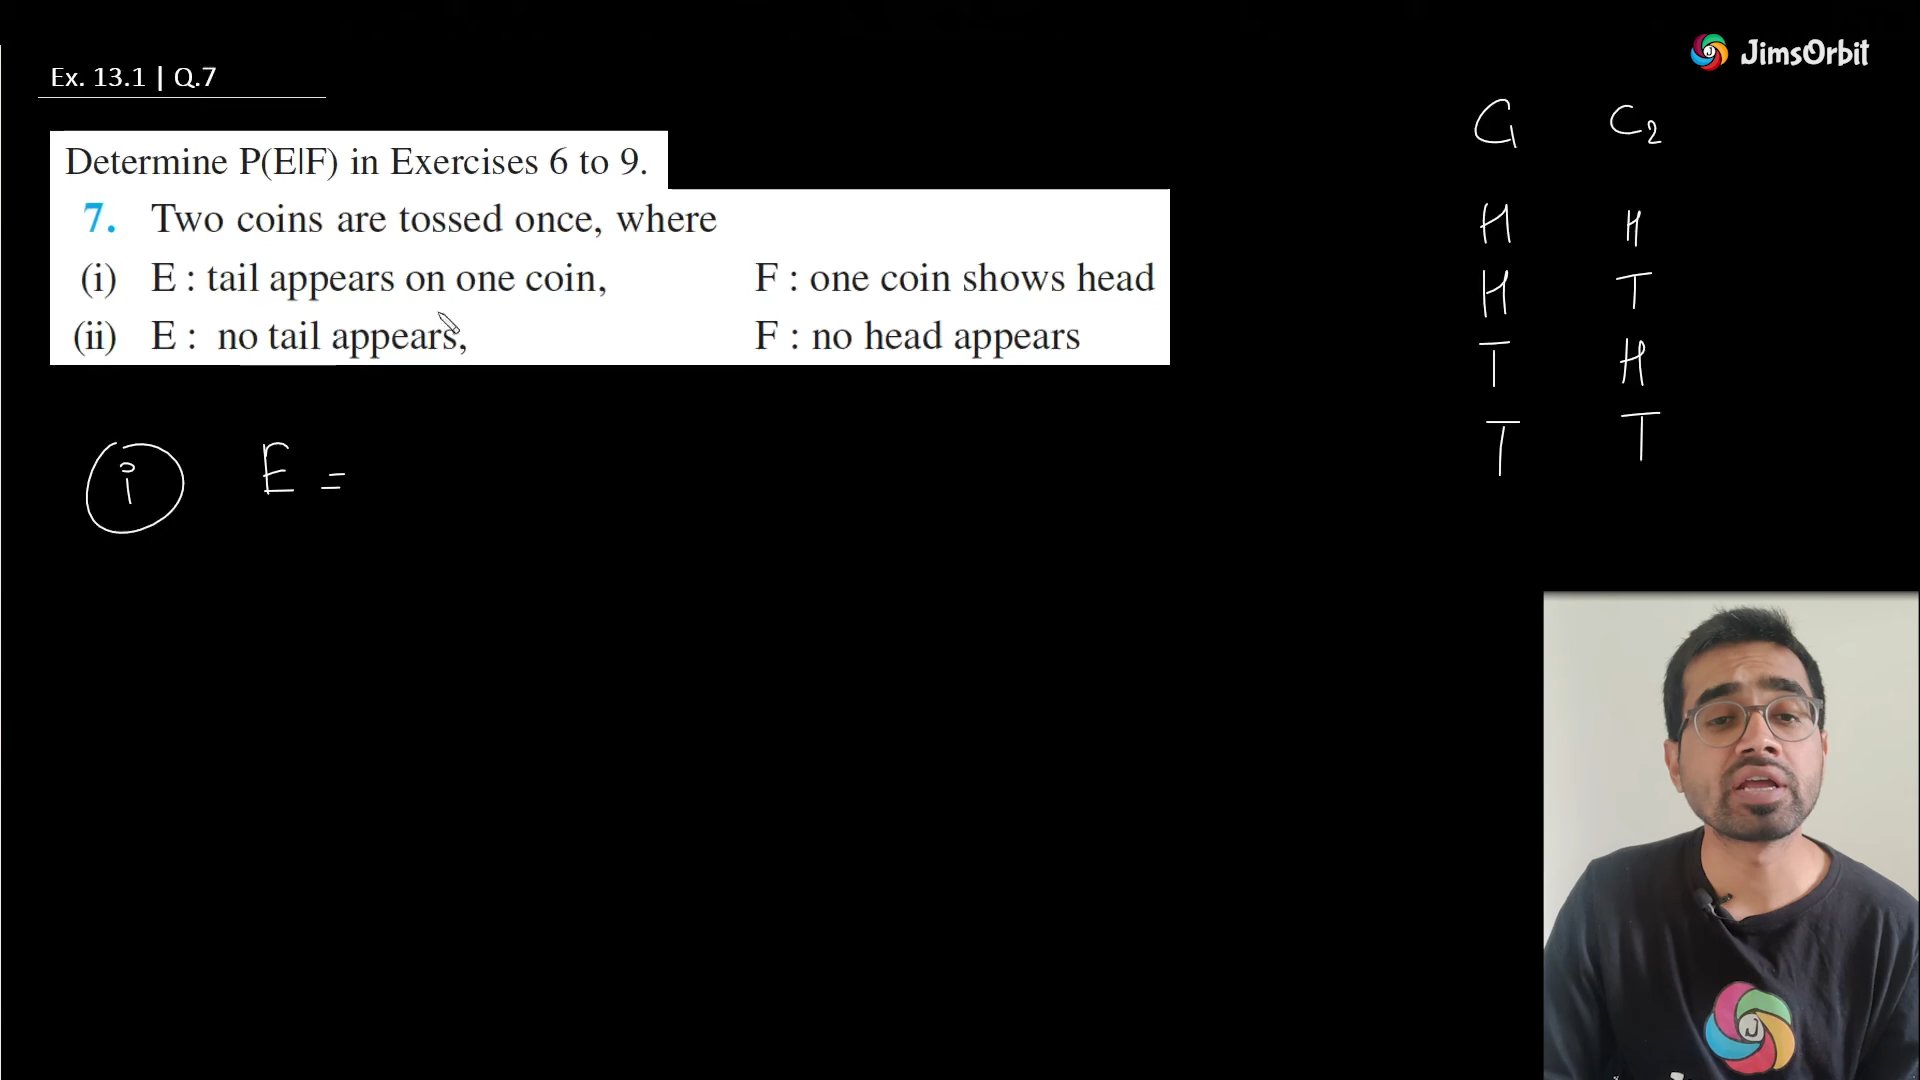 JimsOrbit
Ex. 13.1 | Q.7
Determine P(E|F) in Exercises 6 to 9.
7. Two coins are tossed once, where
(i) E : tail appears on one coin, F : one coin shows head
(ii) E : no tail appears, F : no head appears
C1 C2
H H
H T
T H
T T
i E =
J